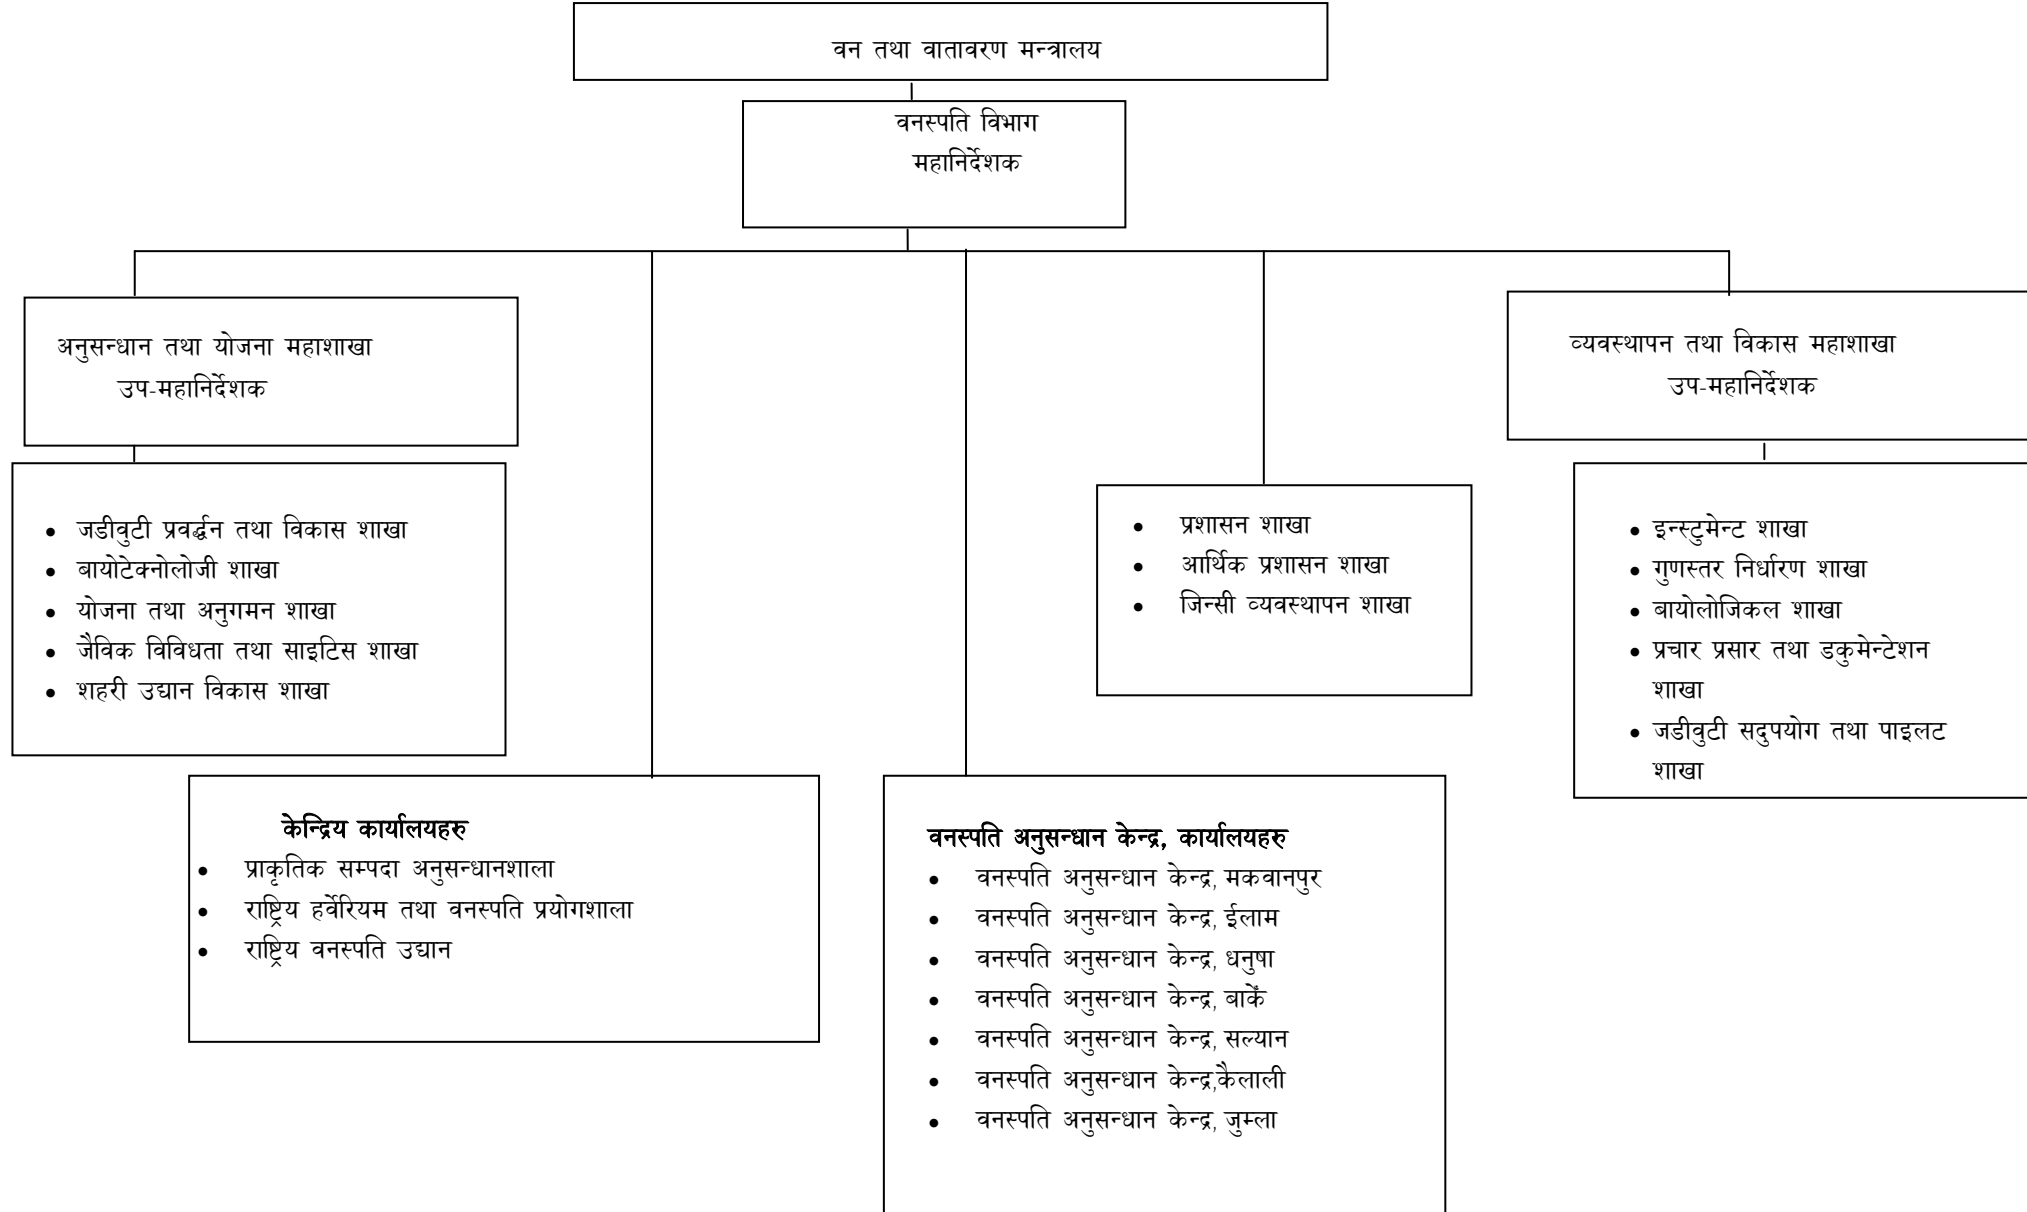 वन तथा वातावरण मन्त्रालय
वनस्पति विभाग
महानिर्देशक
अनुसन्धान तथा योजना महाशाखा
उप-महानिर्देशक
व्यवस्थापन तथा विकास महाशाखा
उप-महानिर्देशक
• जडीवुटी प्रवर्द्धन तथा विकास शाखा
• बायोटेक्नोलोजी शाखा
• योजना तथा अनुगमन शाखा
• जैविक विविधता तथा साइटिस शाखा
• शहरी उद्यान विकास शाखा
• प्रशासन शाखा
• आर्थिक प्रशासन शाखा
• जिन्सी व्यवस्थापन शाखा
• इन्स्टुमेन्ट शाखा
• गुणस्तर निर्धारण शाखा
• बायोलोजिकल शाखा
• प्रचार प्रसार तथा डकुमेन्टेशन
शाखा
• जडीवुटी सदुपयोग तथा पाइलट
शाखा
केन्द्रिय कार्यालयहरु
• प्राकृतिक सम्पदा अनुसन्धानशाला
• राष्ट्रिय हर्वेरियम तथा वनस्पति प्रयोगशाला
• राष्ट्रिय वनस्पति उद्यान
वनस्पति अनुसन्धान केन्द्र, कार्यालयहरु
• वनस्पति अनुसन्धान केन्द्र, मकवानपुर
• वनस्पति अनुसन्धान केन्द्र, ईलाम
• वनस्पति अनुसन्धान केन्द्र, धनुषा
• वनस्पति अनुसन्धान केन्द्र, बार्कें
• वनस्पति अनुसन्धान केन्द्र, सल्यान
• वनस्पति अनुसन्धान केन्द्र,कैलाली
• वनस्पति अनुसन्धान केन्द्र, जुम्ला